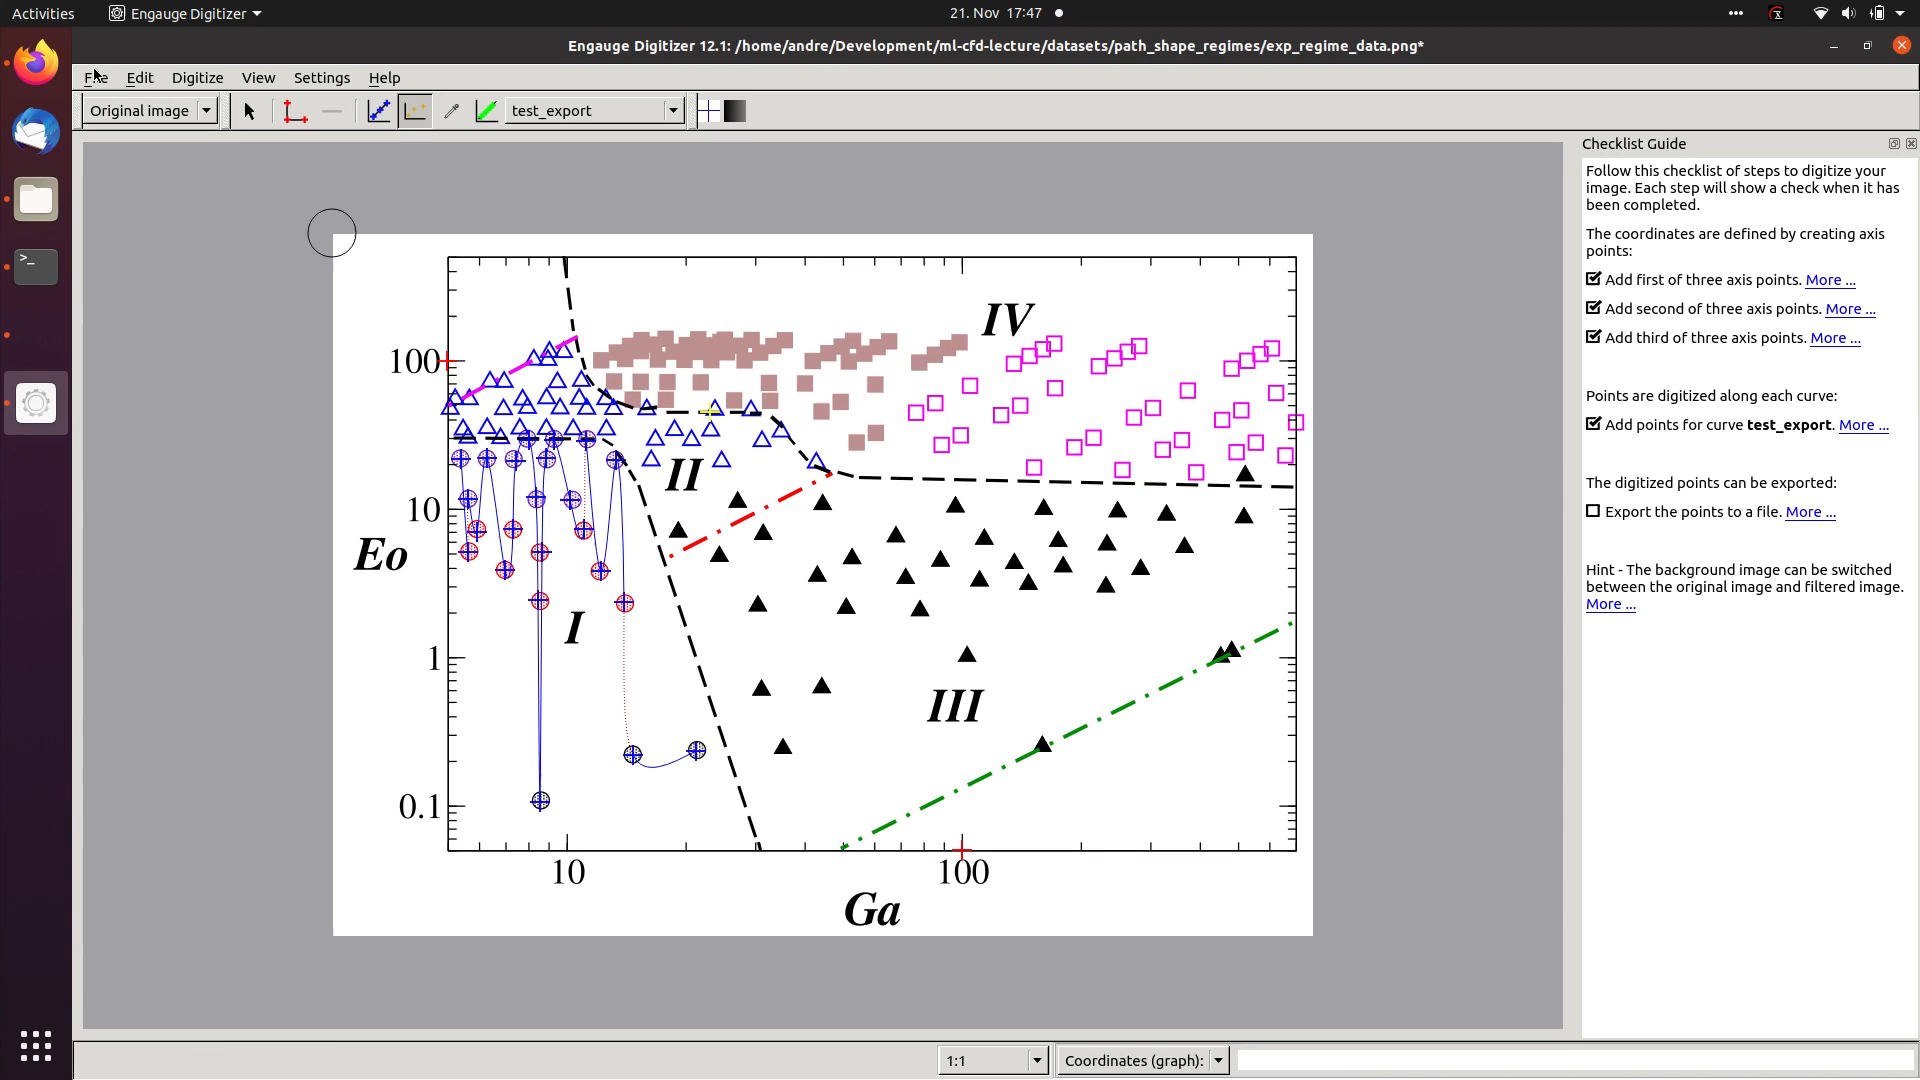 Activities
Engauge Digitizer
21. Nov 17:47
Engauge Digitizer 12.1: /home/andre/Development/ml-cfd-lecture/datasets/path_shape_regimes/exp_regime_data.png*
File Edit Digitize View Settings Help
Original image
test_export
Checklist Guide
Follow this checklist of steps to digitize your
image. Each step will show a check when it has
been completed.
The coordinates are defined by creating axis
points:
Add first of three axis points. More ...
Add second of three axis points. More ...
Add third of three axis points. More ...
Points are digitized along each curve:
Add points for curve test_export. More ...
The digitized points can be exported:
Export the points to a file. More ...
Hint - The background image can be switched
between the original image and filtered image.
More ...
IV
100
II
10
Eo
I
1
III
0.1
10
100
Ga
1:1
Coordinates (graph):